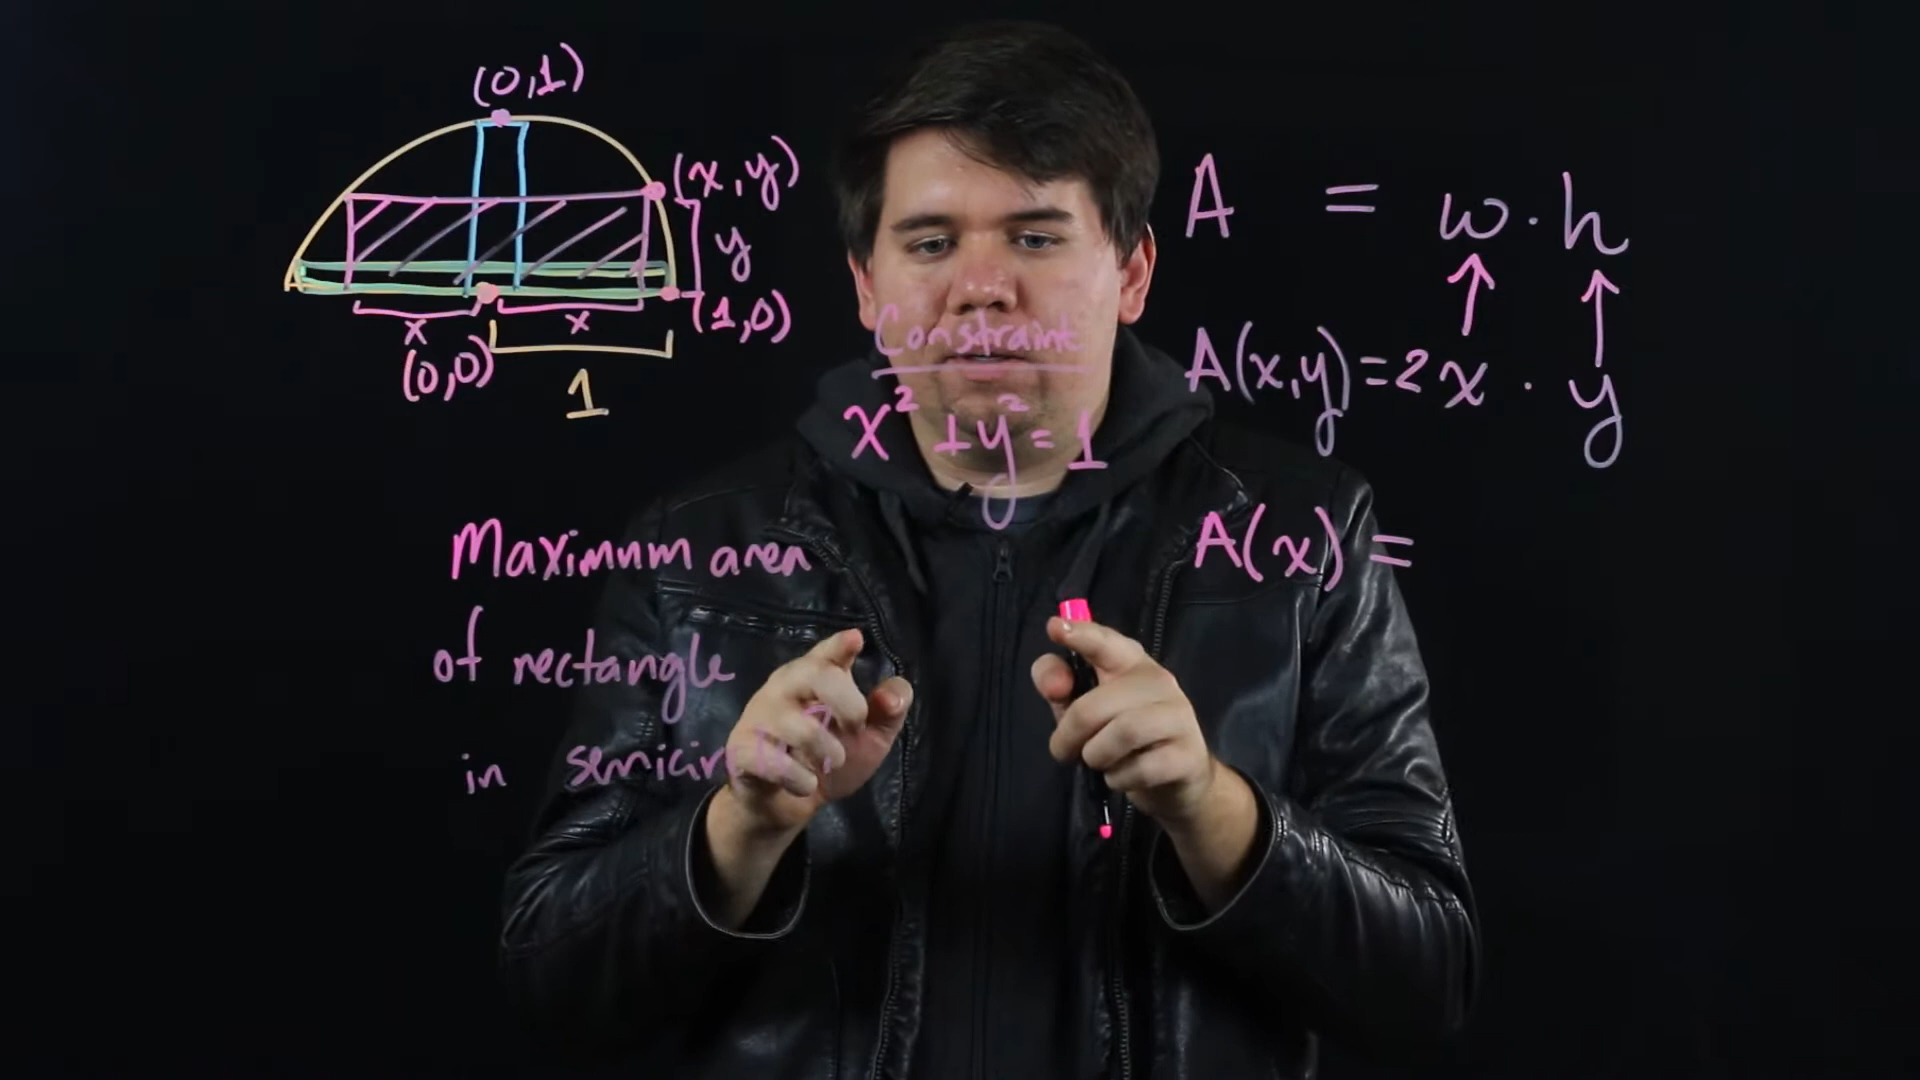 (0,1)
(x,y)
y
x
x
(1,0)
(0,0)
1
A = w·h
A(x,y)=2x · y
A(x) =
Constraint
x² + y² = 1
Maximum area
of rectangle
in